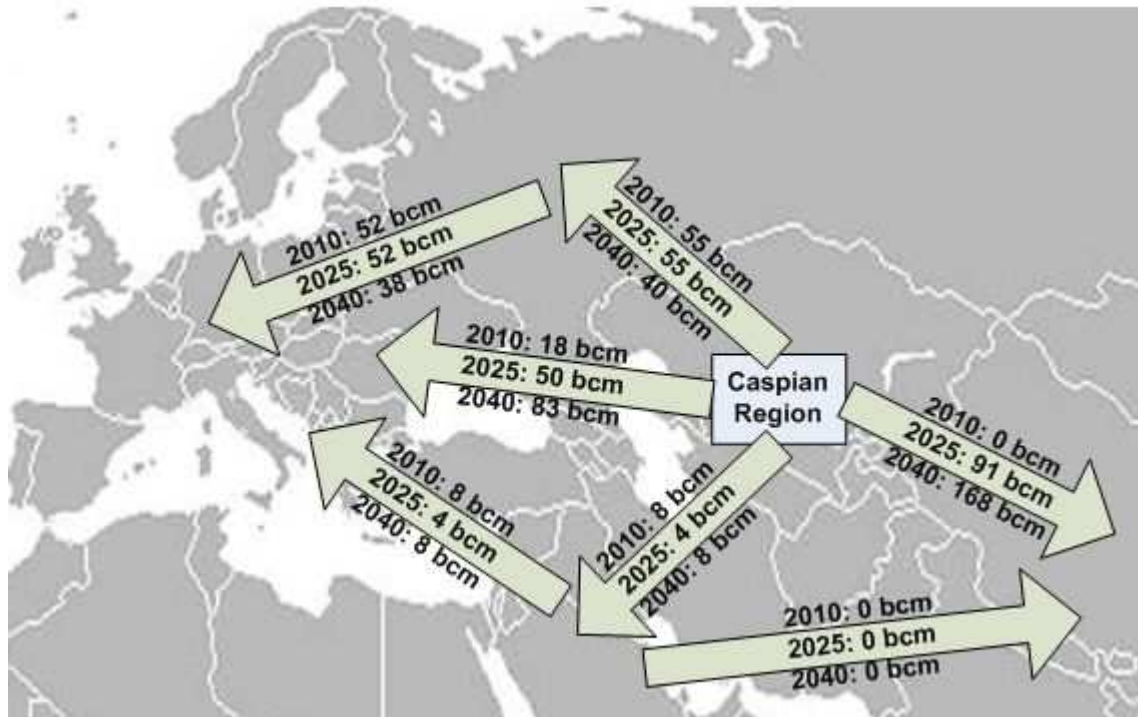 2010: 52 bcm
2025: 52 bcm
2040: 38 bcm
2010: 55 bcm
2025: 55 bcm
2040: 40 bcm
2010: 18 bcm
2025: 50 bcm
2040: 83 bcm
Caspian
Region
2010: 0 bcm
2025: 91 bcm
2040: 168 bcm
2010: 8 bcm
2025: 4 bcm
2040: 8 bcm
2010: 8 bcm
2025: 4 bcm
2040: 8 bcm
2010: 0 bcm
2025: 0 bcm
2040: 0 bcm